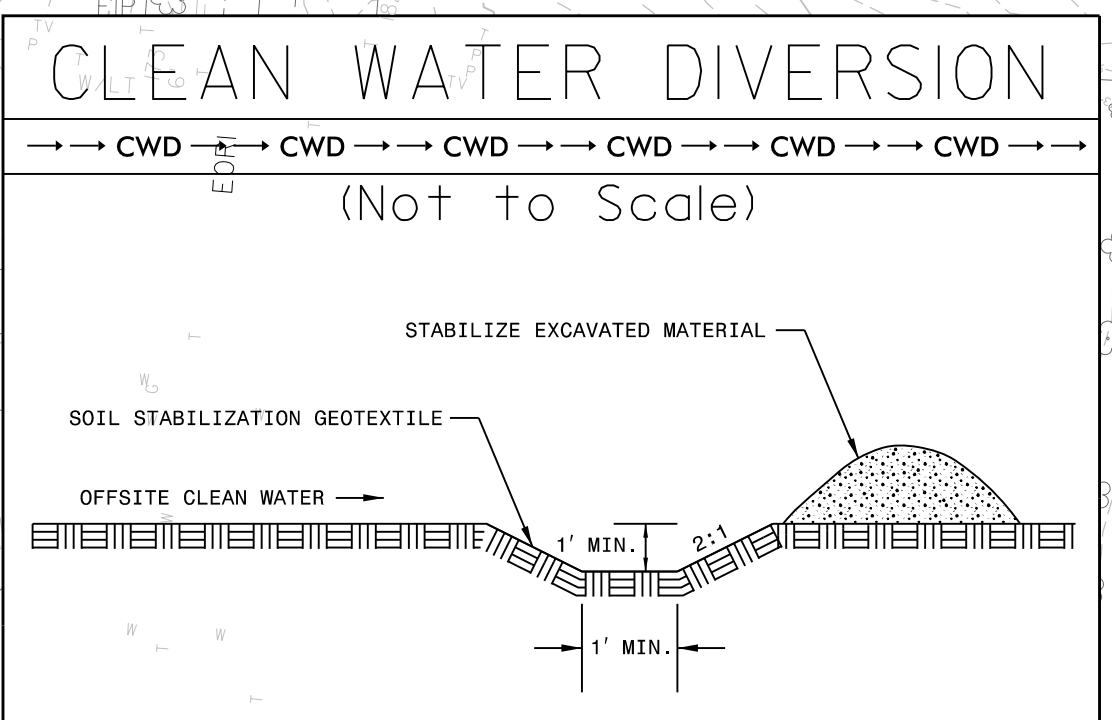 CLEAN WATER DIVERSION
CWD CWD CWD CWD CWD CWD
(Not to Scale)
STABILIZE EXCAVATED MATERIAL
SOIL STABILIZATION GEOTEXTILE
OFFSITE CLEAN WATER
1' MIN.
2:1
1' MIN.